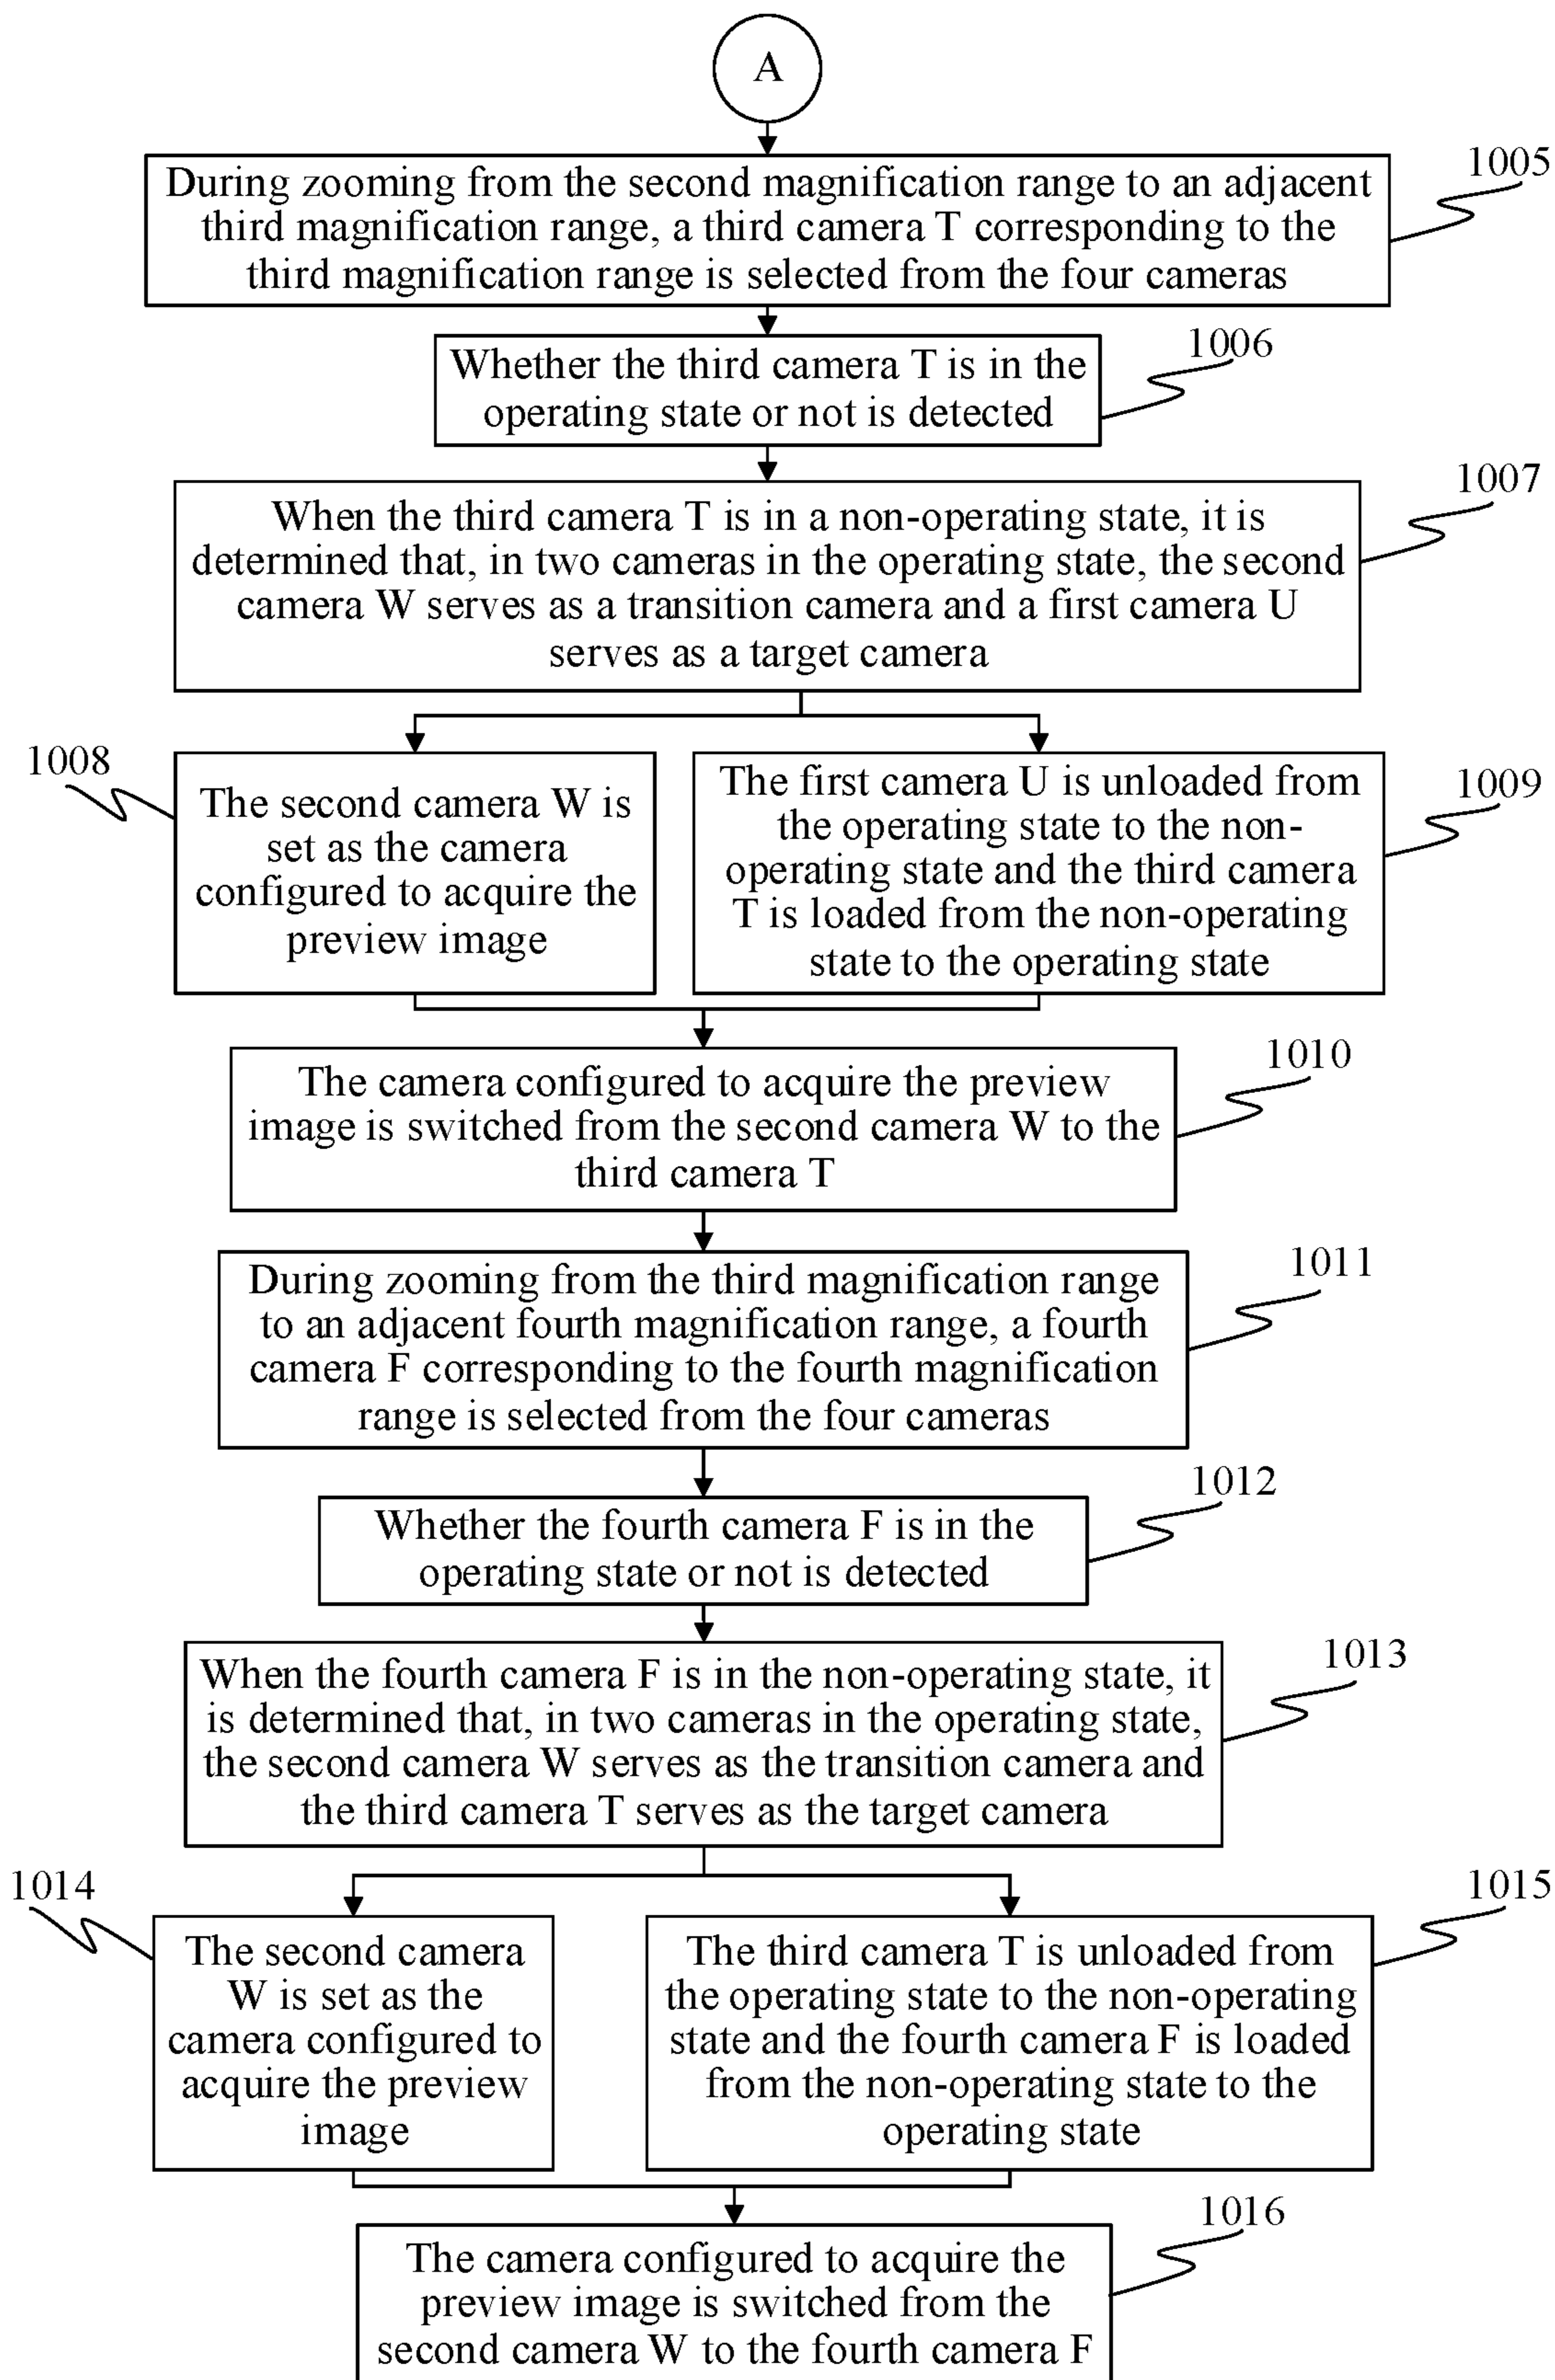 A
1005
During zooming from the second magnification range to an adjacent
third magnification range, a third camera T corresponding to the
third magnification range is selected from the four cameras
1006
Whether the third camera T is in the
operating state or not is detected
1007
When the third camera T is in a non-operating state, it is
determined that, in two cameras in the operating state, the second
camera W serves as a transition camera and a first camera U
serves as a target camera
1008
The second camera W is
set as the camera
configured to acquire the
preview image
1009
The first camera U is unloaded from
the operating state to the non-
operating state and the third camera
T is loaded from the non-operating
state to the operating state
1010
The camera configured to acquire the preview
image is switched from the second camera W to the
third camera T
1011
During zooming from the third magnification range
to an adjacent fourth magnification range, a fourth
camera F corresponding to the fourth magnification
range is selected from the four cameras
1012
Whether the fourth camera F is in the
operating state or not is detected
1013
When the fourth camera F is in the non-operating state, it
is determined that, in two cameras in the operating state,
the second camera W serves as the transition camera and
the third camera T serves as the target camera
1014
The second camera
W is set as the
camera configured to
acquire the preview
image
1015
The third camera T is unloaded from
the operating state to the non-operating
state and the fourth camera F is loaded
from the non-operating state to the
operating state
1016
The camera configured to acquire the
preview image is switched from the
second camera W to the fourth camera F